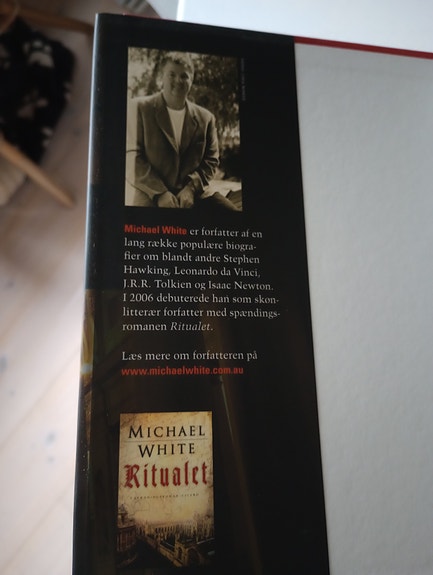 Michael White er forfatter af en
lang række populære biogra-
fier om blandt andre Stephen
Hawking, Leonardo da Vinci,
J.R.R. Tolkien og Isaac Newton.
I 2006 debuterede han som skøn-
litterær forfatter med spændings-
romanen Ritualet.
Læs mere om forfatteren på
www.michaelwhite.com.au
MICHAEL
WHITE
Ritualet